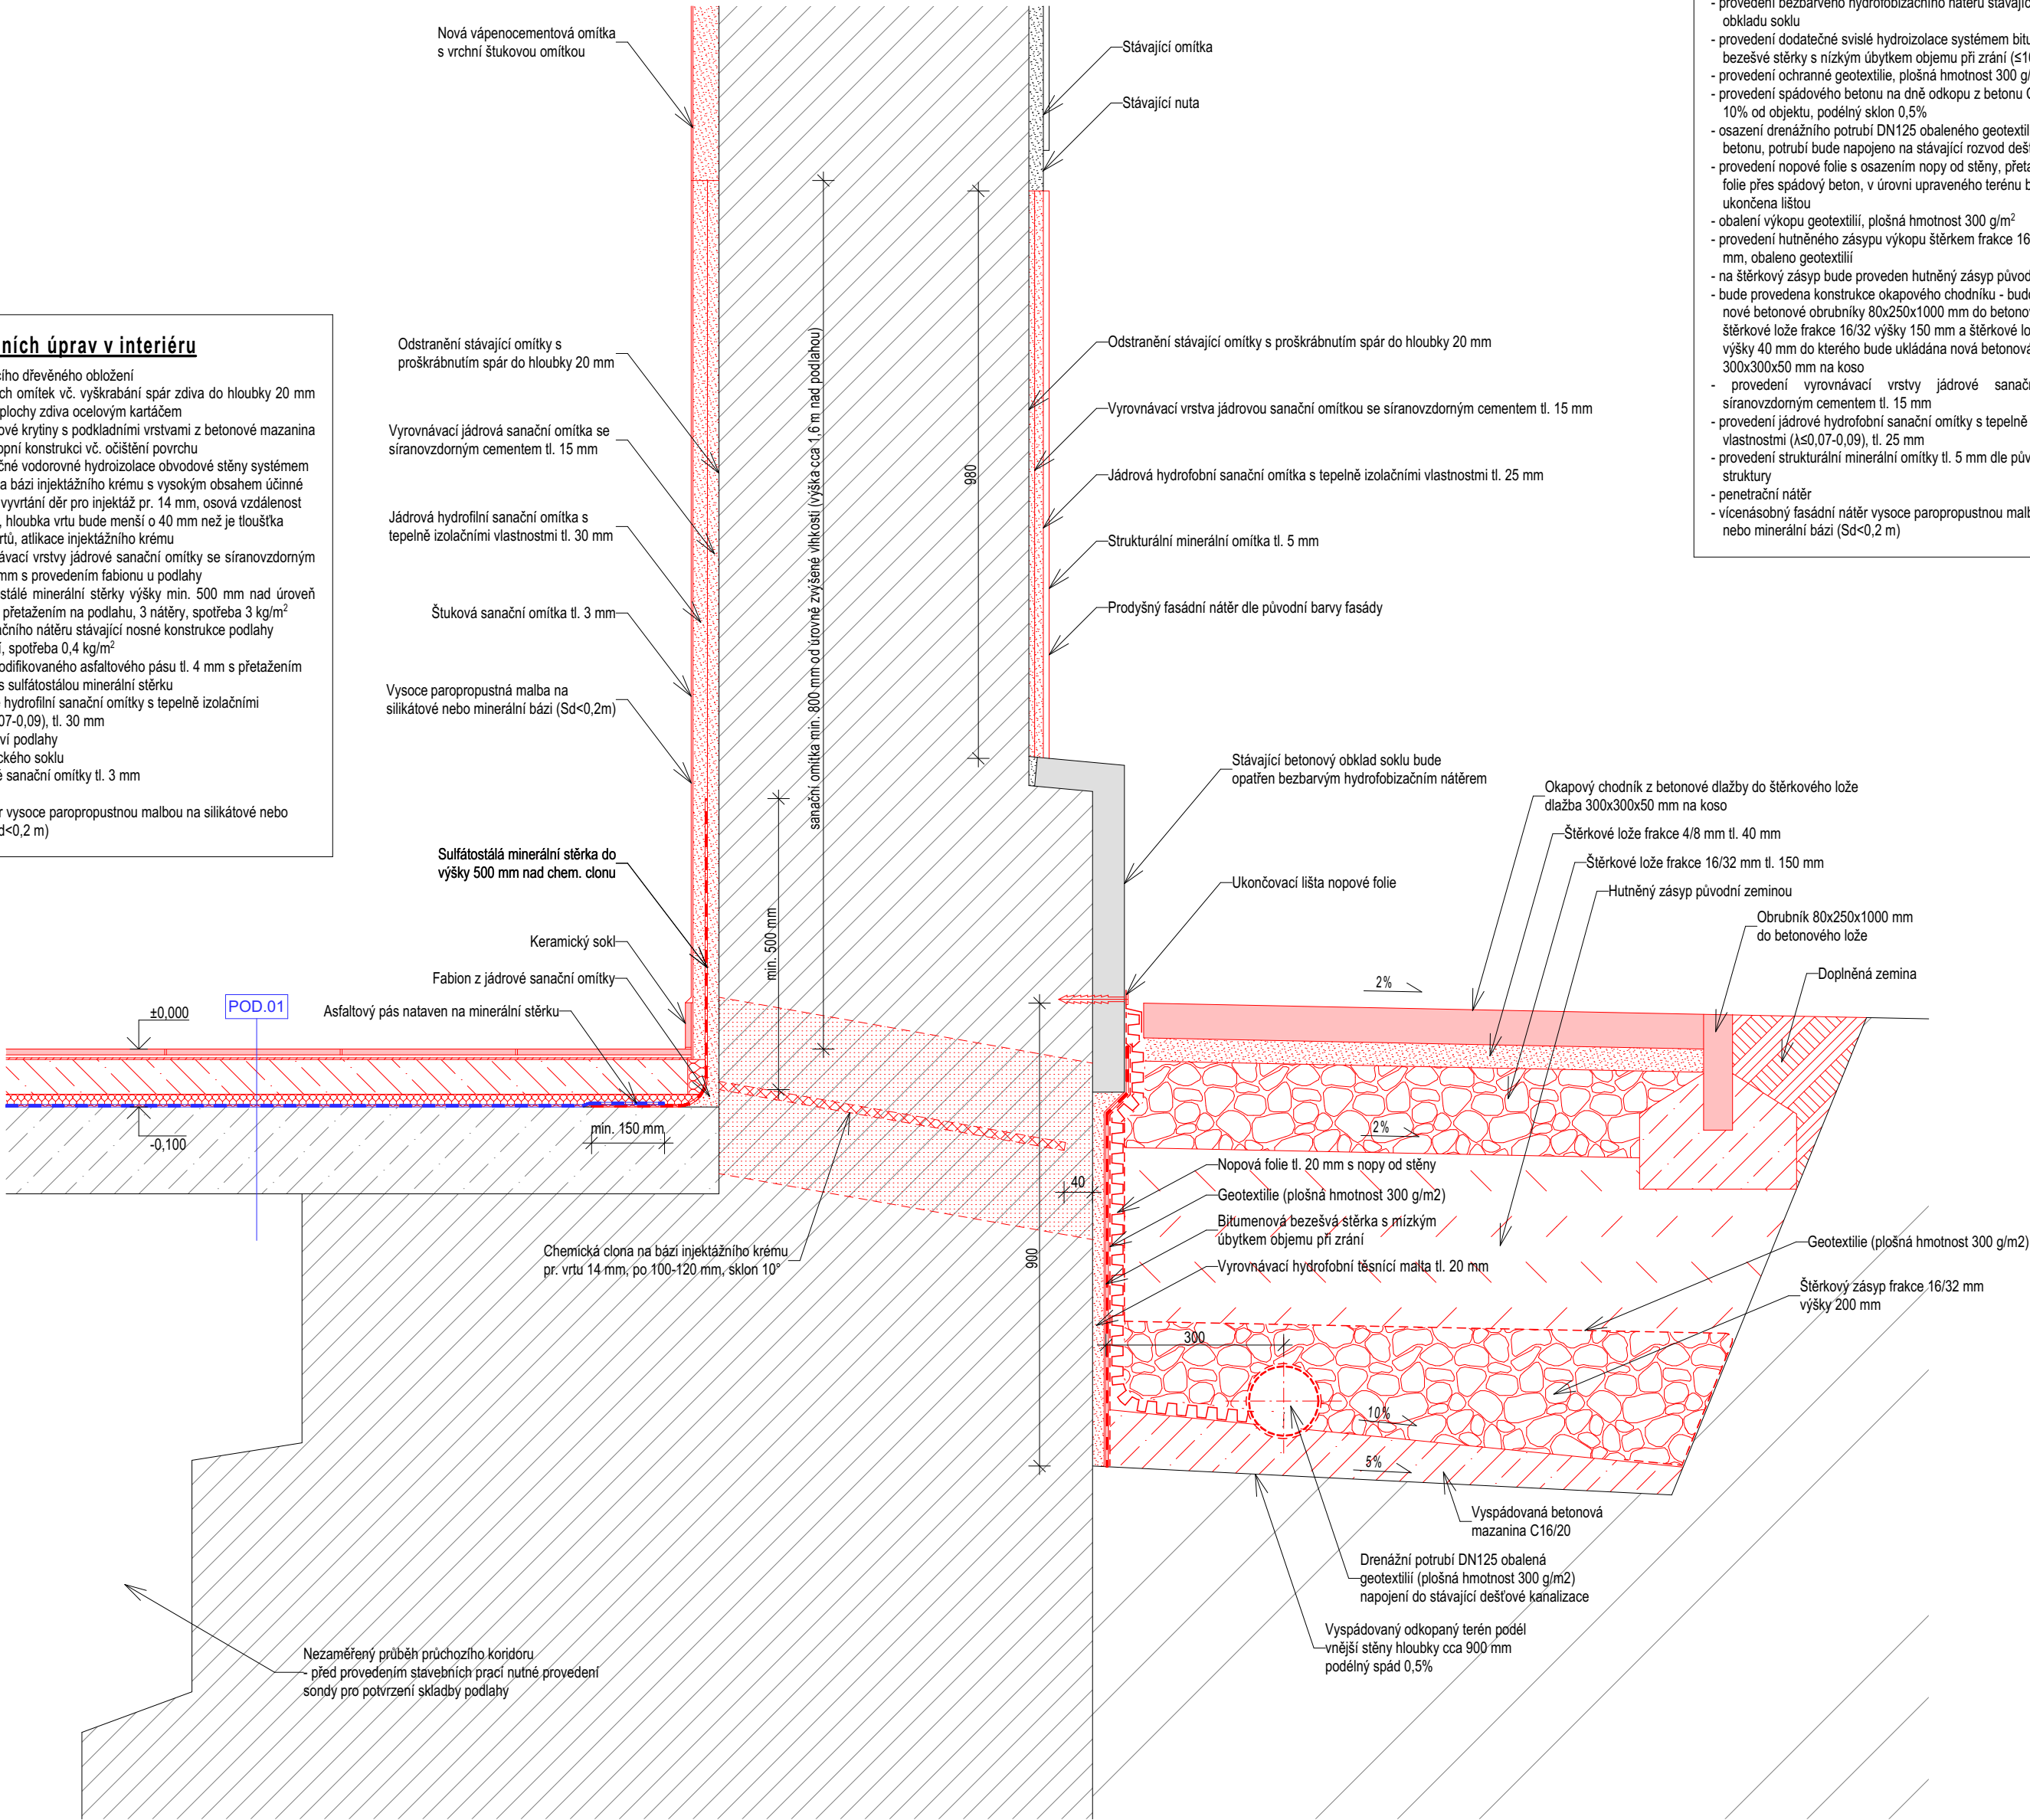 Nová vápenocementová omítka
s vrchní štukovou omítkou
Stávající omítka
Stávající nuta
- provedení bezbarvého hydrofobizačního nátěru
obkladu soklu
- provedení dodatečné svislé hydroizolace systémem
bezešvé stěrky s nízkým úbytkem objemu při zrání
- provedení ochranné geotextilie, plošná hmotnost 300
- provedení spádového betonu na dně odkopu z betonu
10% od objektu, podélný sklon 0,5%
- osazení drenážního potrubí DN125 obaleného
betonu, potrubí bude napojeno na stávající rozvod
- provedení nopové folie s osazením nopy od stěny,
folie přes spádový beton, v úrovni upraveného terénu
ukončena lištou
- obalení výkopu geotextilií, plošná hmotnost 300 g/m²
- provedení hutněného zásypu výkopu štěrkem frakce 16
mm, obaleno geotextilií
- na štěrkový zásyp bude proveden hutněný zásyp
- bude provedena konstrukce okapového chodníku -
nové betonové obrubníky 80x250x1000 mm do
štěrkové lože frakce 16/32 výšky 150 mm a štěrkové
výšky 40 mm do kterého bude ukládána nová betonová
300x300x50 mm na koso
- provedení vyrovnávací vrstvy jádrové
síranovzdorným cementem tl. 15 mm
- provedení jádrové hydrofobní sanační omítky s tepelně
vlastnostmi (λ≤0,07-0,09), tl. 25 mm
- provedení strukturální minerální omítky tl. 5 mm dle
struktury
- penetrační nátěr
- vícenásobný fasádní nátěr vysoce paropropustnou
nebo minerální bázi (Sd<0,2 m)
ních úprav v interiéru
cího dřevěného obložení
ch omítek vč. vyškrabání spár zdiva do hloubky 20 mm
plochy zdiva ocelovým kartáčem
ové krytiny s podkladními vrstvami z betonové mazanina
opní konstrukci vč. očištění povrchu
čné vodorovné hydroizolace obvodové stěny systémem
a bázi injektážního krému s vysokým obsahem účinné
vyvrtání děr pro injektáž pr. 14 mm, osová vzdálenost
, hloubka vrtu bude menší o 40 mm než je tloušťka
rtů, atlikace injektážního krému
ávací vrstvy jádrové sanační omítky se síranovzdorným
mm s provedením fabionu u podlahy
stálé minerální stěrky výšky min. 500 mm nad úroveň
přetažením na podlahu, 3 nátěry, spotřeba 3 kg/m²
ačního nátěru stávající nosné konstrukce podlahy
í, spotřeba 0,4 kg/m²
odifikovaného asfaltového pásu tl. 4 mm s přetažením
s sulfátostálou minerální stěrku
hydrofilní sanační omítky s tepelně izolačními
07-0,09), tl. 30 mm
ví podlahy
ckého soklu
é sanační omítky tl. 3 mm
r vysoce paropropustnou malbou na silikátové nebo
d<0,2 m)
Odstranění stávající omítky s
proškrábnutím spár do hloubky 20 mm
Vyrovnávací jádrová sanační omítka se
síranovzdorným cementem tl. 15 mm
Jádrová hydrofilní sanační omítka s
tepelně izolačními vlastnostmi tl. 30 mm
Štuková sanační omítka tl. 3 mm
Vysoce paropropustná malba na
silikátové nebo minerální bázi (Sd<0,2m)
Sulfátostálá minerální stěrka do
výšky 500 mm nad chem. clonu
Keramický sokl
Fabion z jádrové sanační omítky
Asfaltový pás nataven na minerální stěrku
sanační omítka min. 800 mm od úrovně zvýšené vlhkosti (výška cca 1,6 m nad podlahou)
980
min. 500 mm
Odstranění stávající omítky s proškrábnutím spár do hloubky 20 mm
Vyrovnávací vrstva jádrovou sanační omítkou se síranovzdorným cementem tl. 15 mm
Jádrová hydrofobní sanační omítka s tepelně izolačními vlastnostmi tl. 25 mm
Strukturální minerální omítka tl. 5 mm
Prodyšný fasádní nátěr dle původní barvy fasády
Stávající betonový obklad soklu bude
opatřen bezbarvým hydrofobizačním nátěrem
Ukončovací lišta nopové folie
Okapový chodník z betonové dlažby do štěrkového lože
dlažba 300x300x50 mm na koso
Štěrkové lože frakce 4/8 mm tl. 40 mm
Štěrkové lože frakce 16/32 mm tl. 150 mm
Hutněný zásyp původní zeminou
Obrubník 80x250x1000 mm
do betonového lože
Doplněná zemina
2%
POD.01
±0,000
-0,100
min. 150 mm
2%
40
900
Nopová folie tl. 20 mm s nopy od stěny
Geotextilie (plošná hmotnost 300 g/m2)
Bitumenová bezešvá stěrka s mízkým
úbytkem objemu při zrání
Vyrovnávací hydrofobní těsnící malta tl. 20 mm
Chemická clona na bázi injektážního krému
pr. vrtu 14 mm, po 100-120 mm, sklon 10°
Geotextilie (plošná hmotnost 300 g/m2)
Štěrkový zásyp frakce 16/32 mm
výšky 200 mm
300
10%
5%
Vyspádovaná betonová
mazanina C16/20
Drenážní potrubí DN125 obalená
geotextilií (plošná hmotnost 300 g/m2)
napojení do stávající dešťové kanalizace
Vyspádovaný odkopaný terén podél
vnější stěny hloubky cca 900 mm
podélný spád 0,5%
Nezaměřený průběh průchozího koridoru
- před provedením stavebních prací nutné provedení
sondy pro potvrzení skladby podlahy